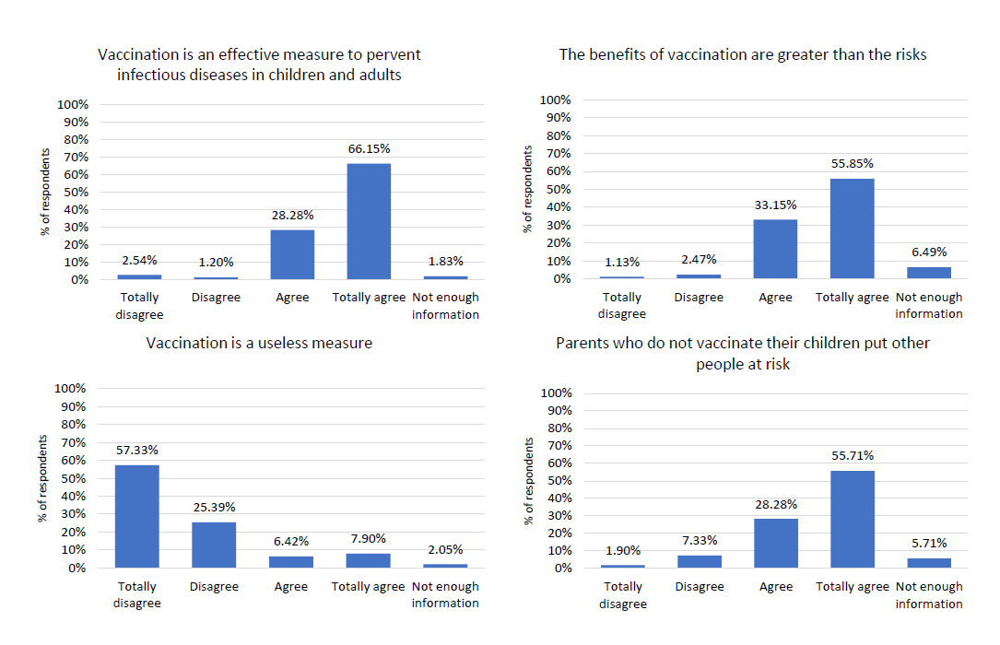 Vaccination is an effective measure to pervent
infectious diseases in children and adults
100%
90%
80%
70%
60%
50%
40%
30%
20%
10%
0%
% of respondents
2.54%
1.20%
28.28%
66.15%
1.83%
Totally
disagree
Disagree
Agree
Totally agree
Not enough
information
The benefits of vaccination are greater than the risks
100%
90%
80%
70%
60%
50%
40%
30%
20%
10%
0%
% of respondents
1.13%
2.47%
33.15%
55.85%
6.49%
Totally
disagree
Disagree
Agree
Totally agree
Not enough
information
Vaccination is a useless measure
100%
90%
80%
70%
60%
50%
40%
30%
20%
10%
0%
% of respondents
57.33%
25.39%
6.42%
7.90%
2.05%
Totally
disagree
Disagree
Agree
Totally agree
Not enough
information
Parents who do not vaccinate their children put other
people at risk
100%
90%
80%
70%
60%
50%
40%
30%
20%
10%
0%
% of respondents
1.90%
7.33%
28.28%
55.71%
5.71%
Totally
disagree
Disagree
Agree
Totally agree
Not enough
information